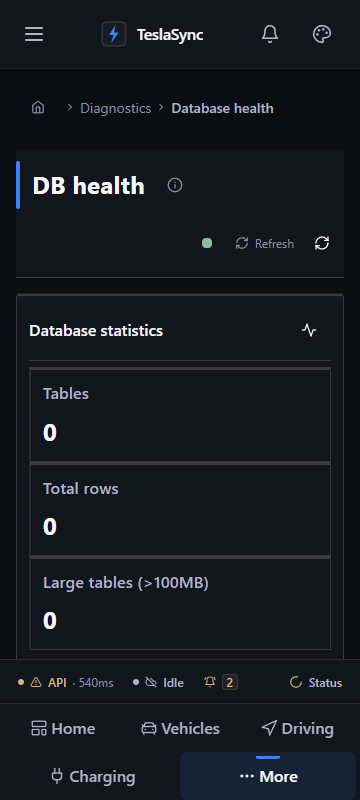 TeslaSync
Diagnostics
Database health
DB health
Refresh
Database statistics
Tables
0
Total rows
0
Large tables (>100MB)
0
API · 540ms
Idle
2
Status
Home
Vehicles
Driving
Charging
More